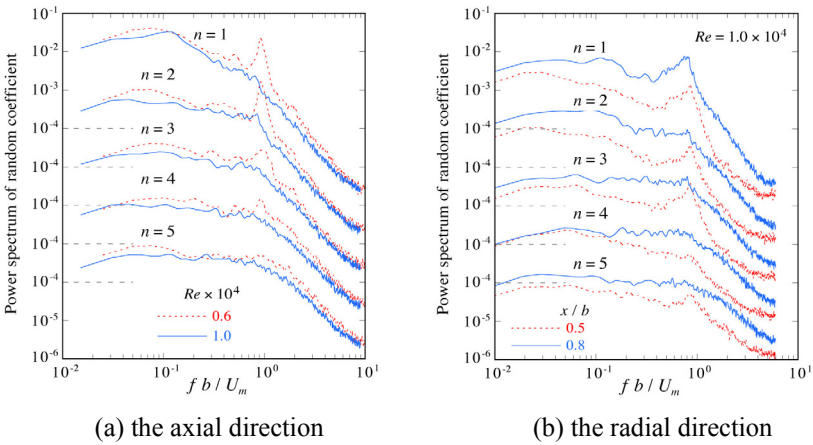 Power spectrum of random coefficient
10⁻¹
10⁻²
10⁻³
10⁻⁴
10⁻⁴
10⁻⁴
10⁻⁴
10⁻⁴
10⁻⁵
10⁻⁶
n = 1
n = 2
n = 3
n = 4
n = 5
Re × 10⁴
0.6
1.0
10⁻² 10⁻¹ 10⁰ 10¹
f b / Uₘ
(a) the axial direction
Power spectrum of random coefficient
10⁻¹
10⁻²
10⁻³
10⁻⁴
10⁻⁴
10⁻⁴
10⁻⁴
10⁻⁴
10⁻⁵
10⁻⁶
Re = 1.0 × 10⁴
n = 1
n = 2
n = 3
n = 4
n = 5
x / b
0.5
0.8
10⁻² 10⁻¹ 10⁰ 10¹
f b / Uₘ
(b) the radial direction